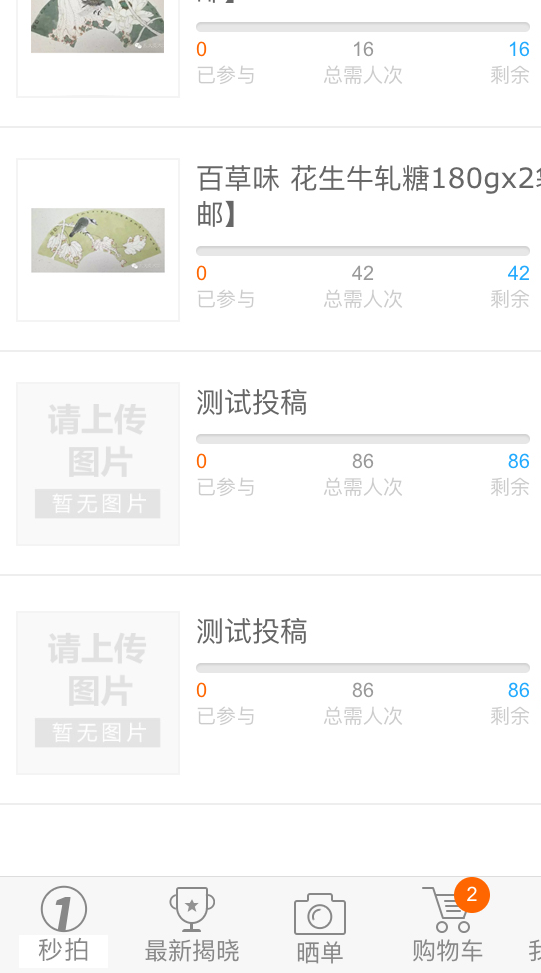 0 16 16
已参与 总需人次 剩余
百草味 花生牛轧糖180gx2
邮】
0 42 42
已参与 总需人次 剩余
请上传
图片
暂无图片
测试投稿
0 86 86
已参与 总需人次 剩余
请上传
图片
暂无图片
测试投稿
0 86 86
已参与 总需人次 剩余
1 2
秒拍 最新揭晓 晒单 购物车